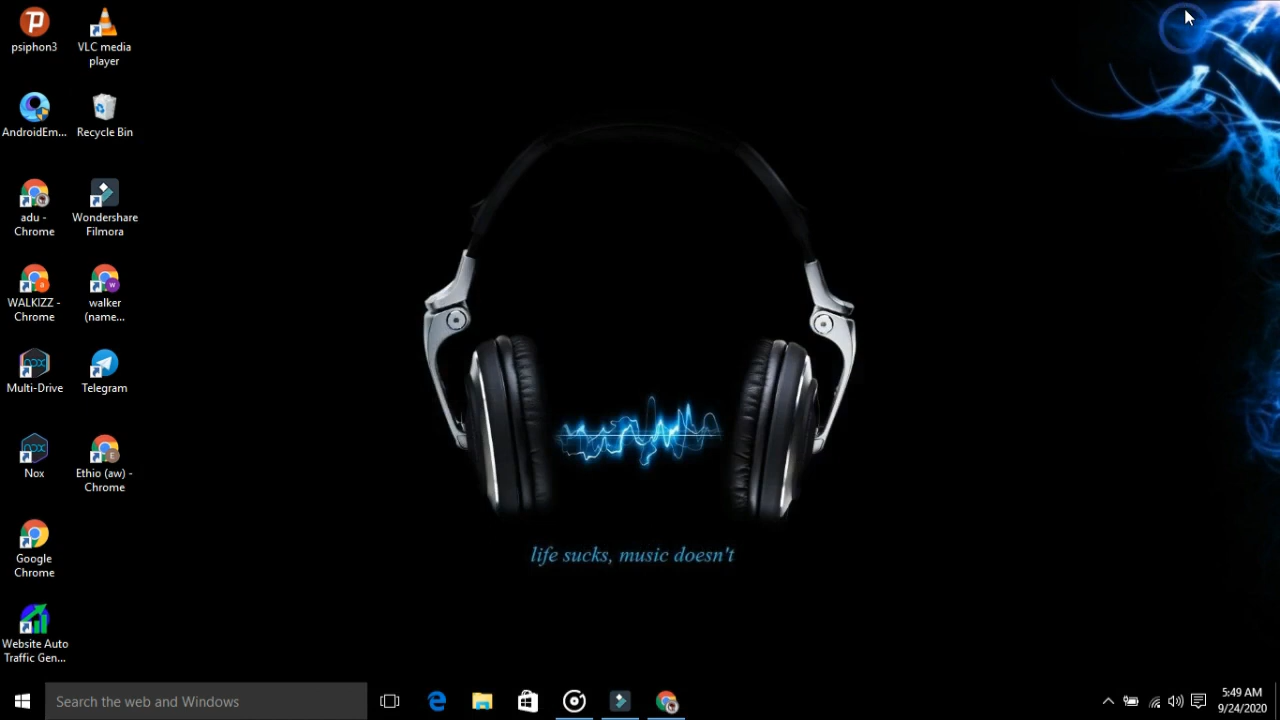 psiphon3
VLC media
player
AndroidEm...
Recycle Bin
adu -
Chrome
Wondershare
Filmora
WALKIZZ -
Chrome
walker
(name...
Multi-Drive
Telegram
Nox
Ethio (aw) -
Chrome
Google
Chrome
Website Auto
Traffic Gen...
life sucks, music doesn't
Search the web and Windows
5:49 AM
9/24/2020